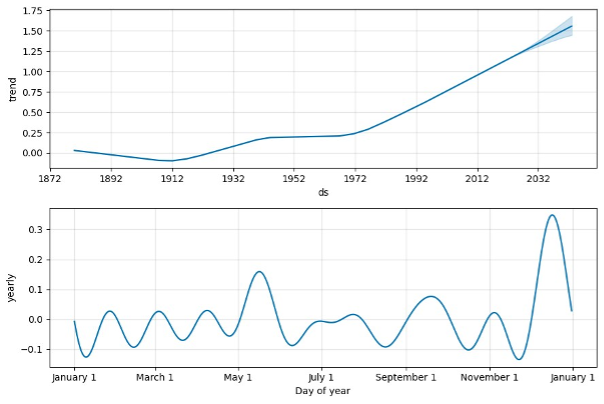 1.75
1.50
1.25
1.00
0.75
0.50
0.25
0.00
trend
1872 1892 1912 1932 1952 1972 1992 2012 2032
ds
0.3
0.2
0.1
0.0
−0.1
yearly
January 1 March 1 May 1 July 1 September 1 November 1 January 1
Day of year